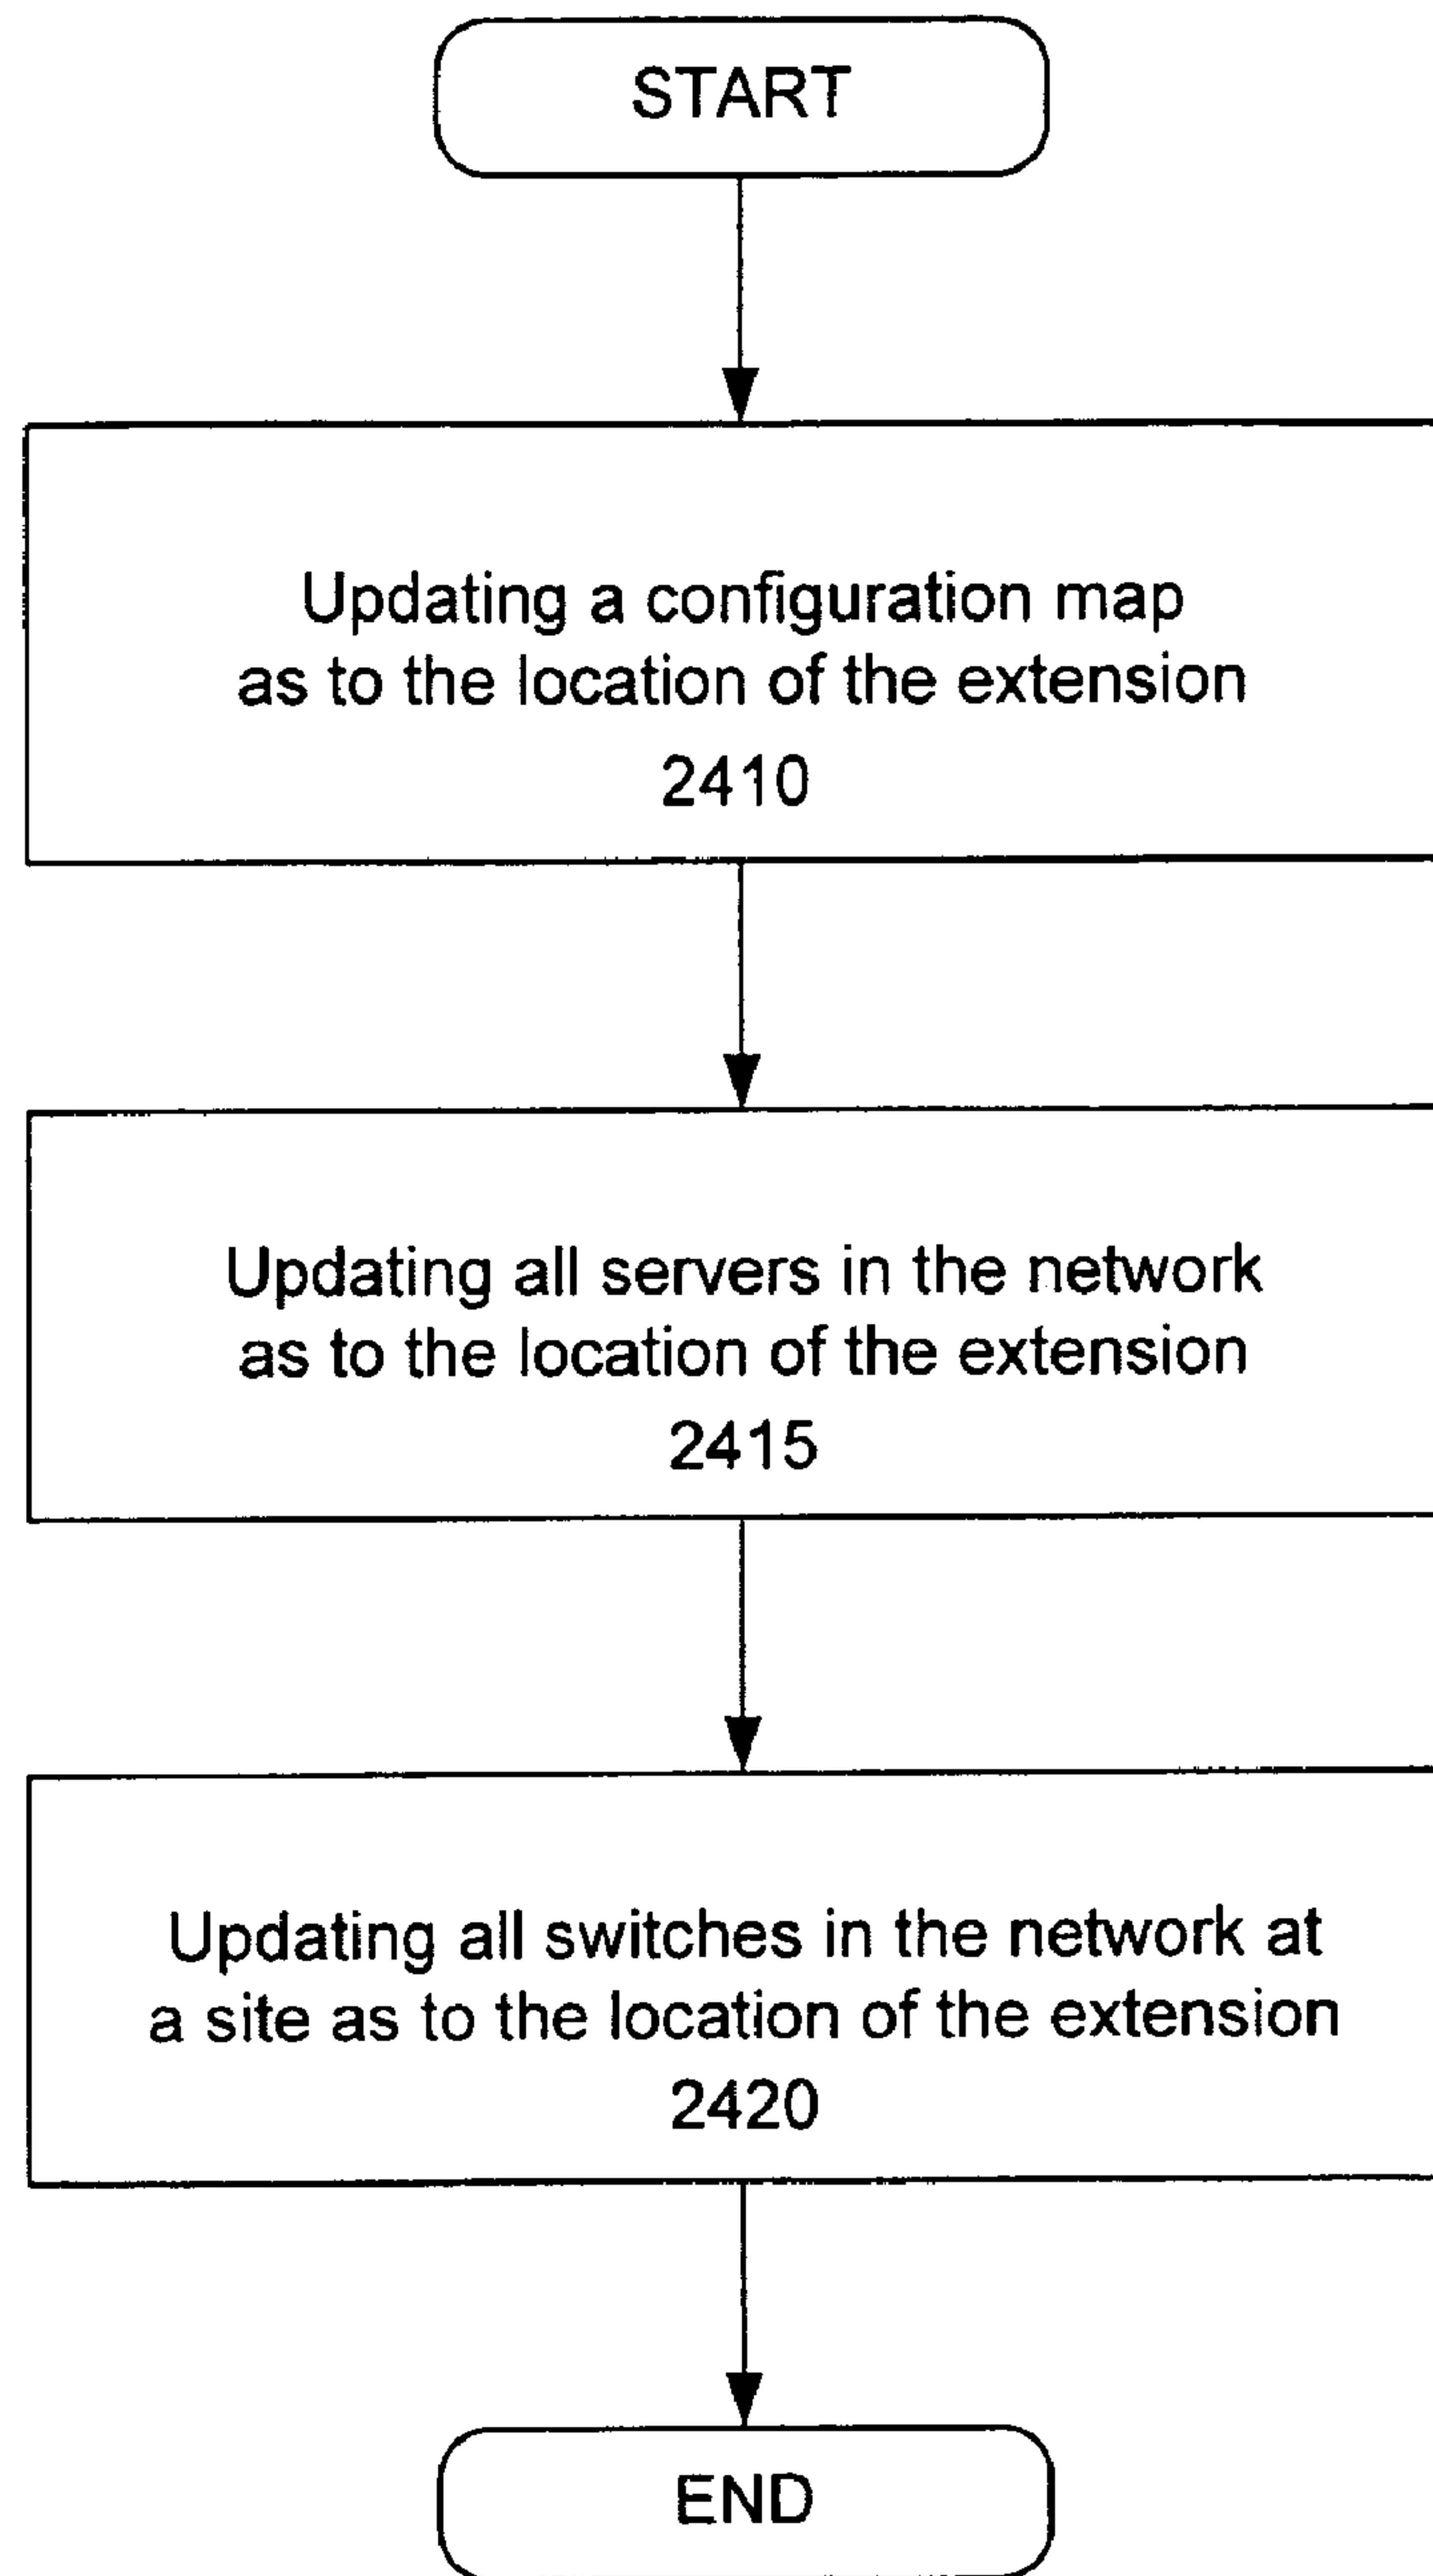 START
Updating a configuration map
as to the location of the extension
2410
Updating all servers in the network
as to the location of the extension
2415
Updating all switches in the network at
a site as to the location of the extension
2420
END